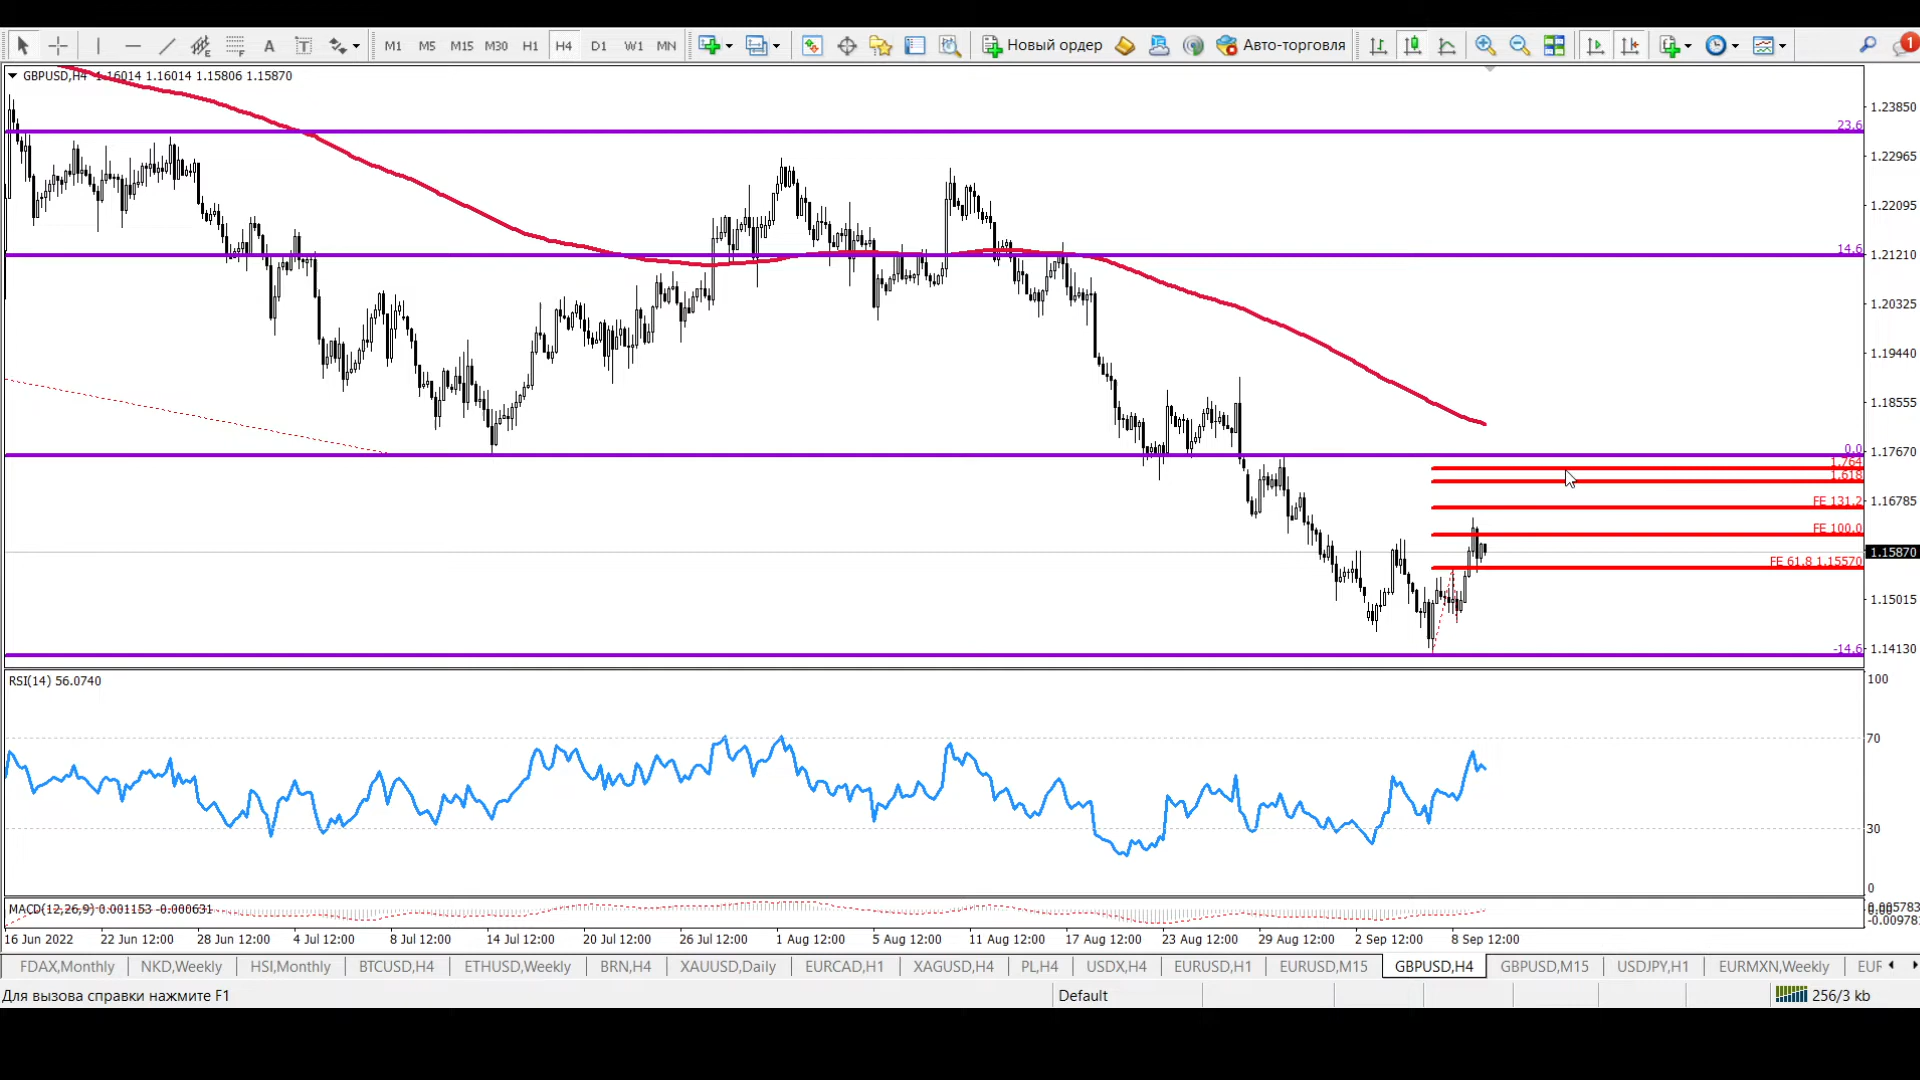 A T M1 M5 M15 M30 H1 H4 D1 W1 MN Новый ордер Авто-торговля 1
GBPUSD,H4 1.16014 1.16014 1.15806 1.15870
1.23850
23.6
1.22965
1.22095
14.6
1.21210
1.20325
1.19440
1.18555
0.0
1.17670
1.764
1.618
FE 131.2
1.16785
FE 100.0
1.15870
FE 61.8 1.15570
1.15015
-14.6
1.14130
RSI(14) 56.0740
100
70
30
0
MACD(12,26,9) 0.001153 -0.000631
0.005783
0.00
-0.00978
16 Jun 2022 22 Jun 12:00 28 Jun 12:00 4 Jul 12:00 8 Jul 12:00 14 Jul 12:00 20 Jul 12:00 26 Jul 12:00 1 Aug 12:00 5 Aug 12:00 11 Aug 12:00 17 Aug 12:00 23 Aug 12:00 29 Aug 12:00 2 Sep 12:00 8 Sep 12:00
FDAX,Monthly NKD,Weekly HSI,Monthly BTCUSD,H4 ETHUSD,Weekly BRN,H4 XAUUSD,Daily EURCAD,H1 XAGUSD,H4 PL,H4 USDX,H4 EURUSD,H1 EURUSD,M15 GBPUSD,H4 GBPUSD,M15 USDJPY,H1 EURMXN,Weekly EUF
Для вызова справки нажмите F1 Default 256/3 kb